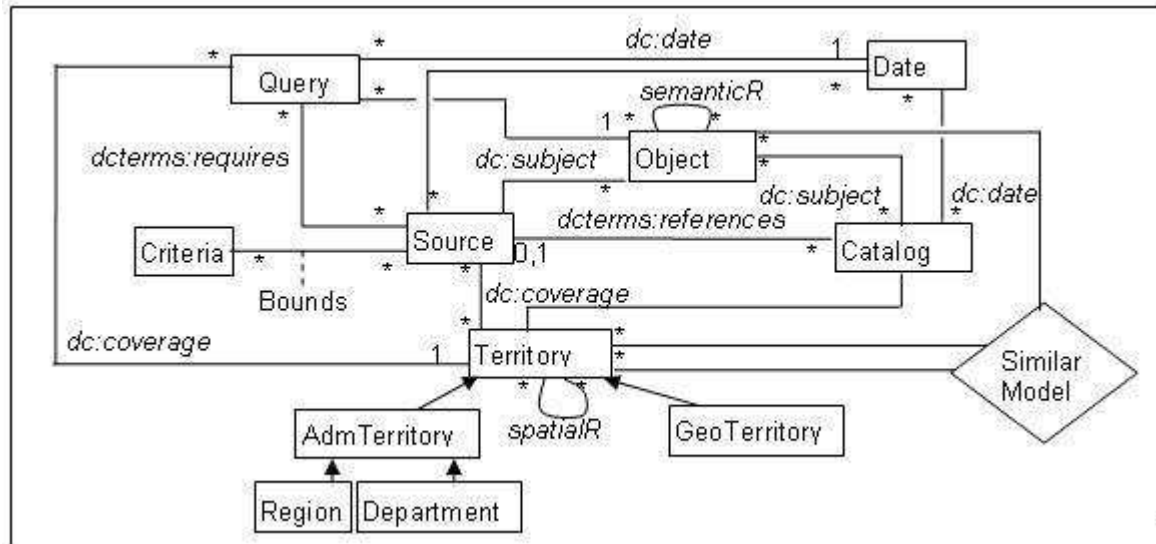 * * dc:date 1
Query Date
* * semanticR * *
* 1 * *
dcterms:requires dc:subject Object *
* * * dc:subject * dc:date
* Source dcterms:references * *
Criteria * * 0,1 * Catalog
*
Bounds dc:coverage
* *
dc:coverage 1 Territory * Similar
* * Model
AdmTerritory spatialR GeoTerritory
Region Department